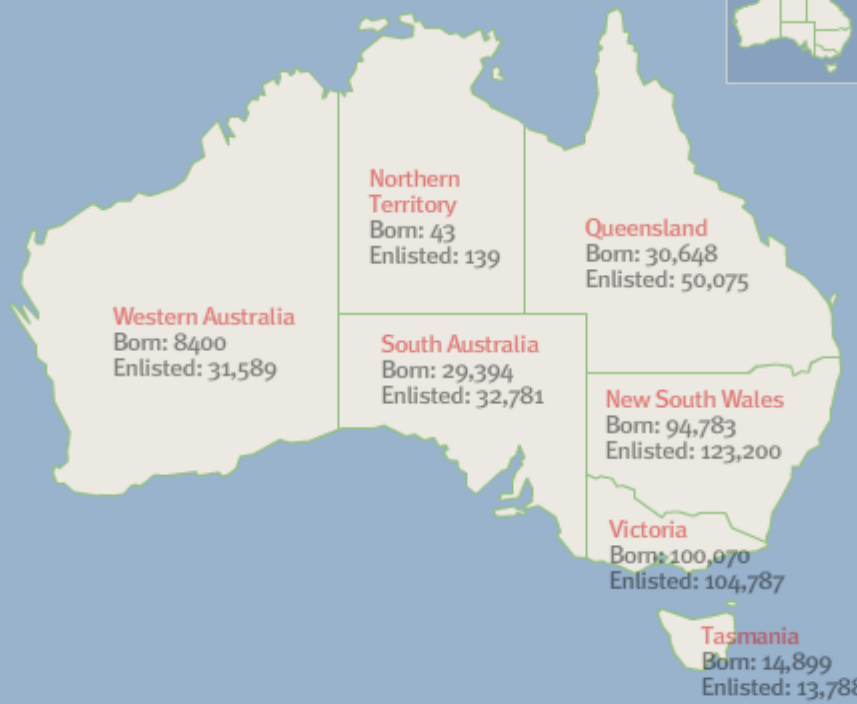 Northern
Territory
Born: 43
Enlisted: 139
Queensland
Born: 30,648
Enlisted: 50,075
Western Australia
Born: 8400
Enlisted: 31,589
South Australia
Born: 29,394
Enlisted: 32,781
New South Wales
Born: 94,783
Enlisted: 123,200
Victoria
Born: 100,070
Enlisted: 104,787
Tasmania
Born: 14,899
Enlisted: 13,788